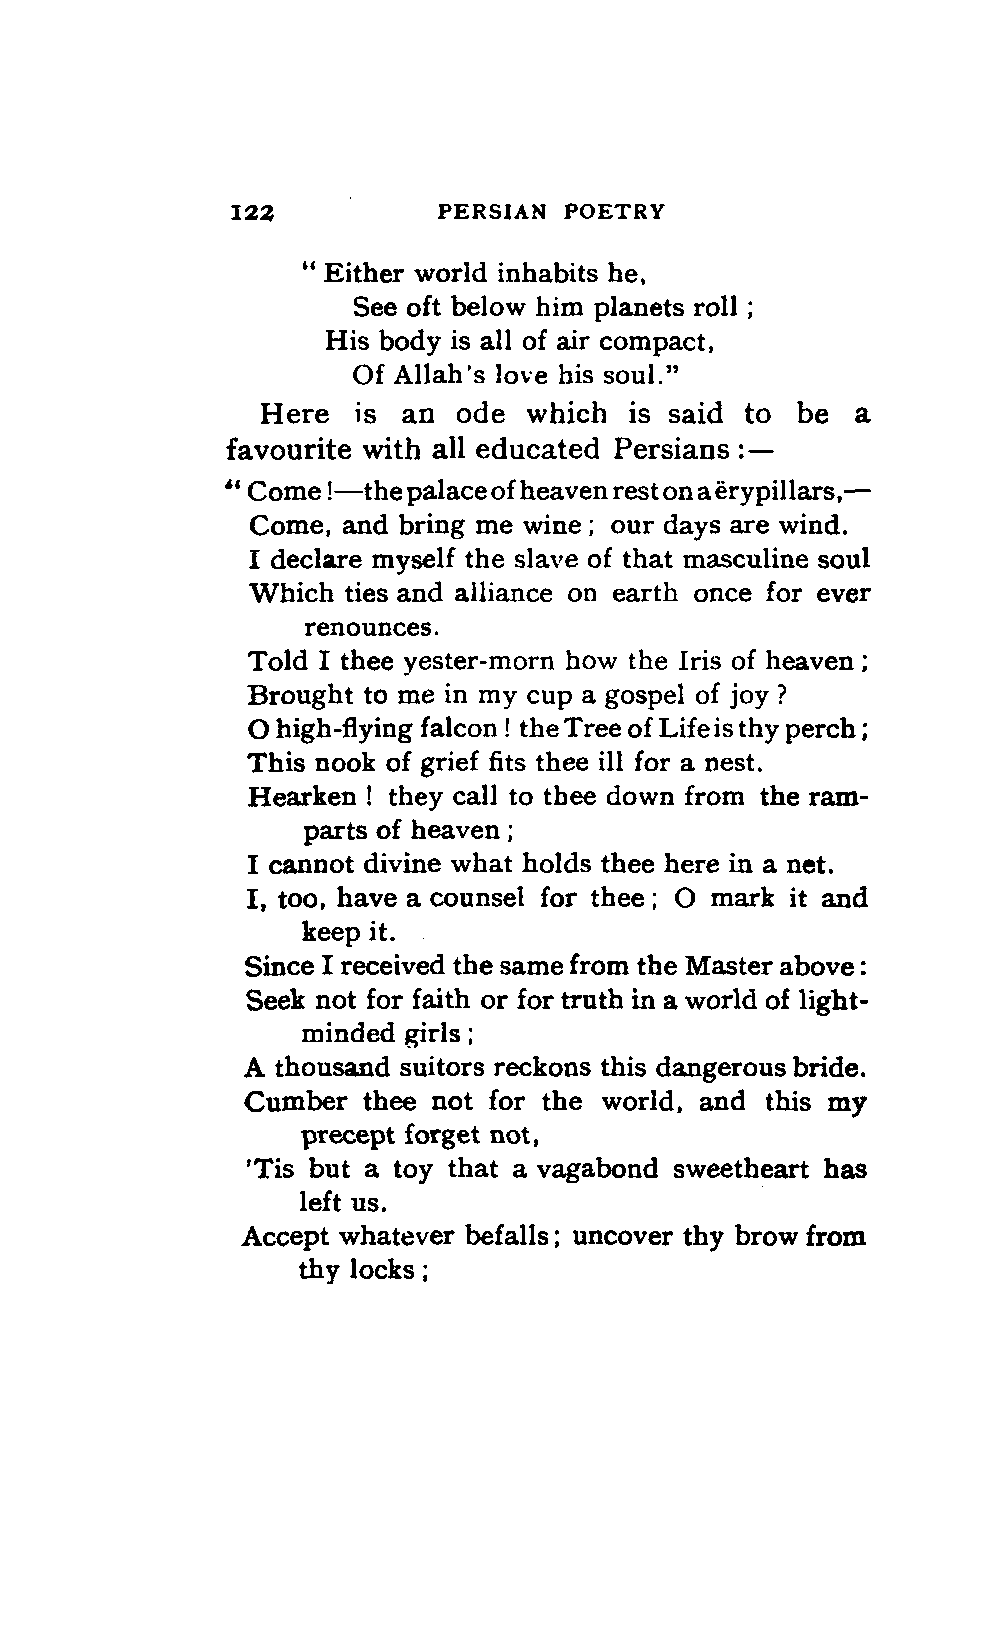 122 PERSIAN POETRY
“ Either world inhabits he,
See oft below him planets roll ;
His body is all of air compact,
Of Allah's love his soul.”
Here is an ode which is said to be a
favourite with all educated Persians :—
“ Come !—the palace of heaven rest on aërypillars,—
Come, and bring me wine ; our days are wind.
I declare myself the slave of that masculine soul
Which ties and alliance on earth once for ever
renounces.
Told I thee yester-morn how the Iris of heaven ;
Brought to me in my cup a gospel of joy ?
O high-flying falcon ! the Tree of Life is thy perch ;
This nook of grief fits thee ill for a nest.
Hearken ! they call to thee down from the ram-
parts of heaven ;
I cannot divine what holds thee here in a net.
I, too, have a counsel for thee ; O mark it and
keep it.
Since I received the same from the Master above :
Seek not for faith or for truth in a world of light-
minded girls ;
A thousand suitors reckons this dangerous bride.
Cumber thee not for the world, and this my
precept forget not,
'Tis but a toy that a vagabond sweetheart has
left us.
Accept whatever befalls ; uncover thy brow from
thy locks ;